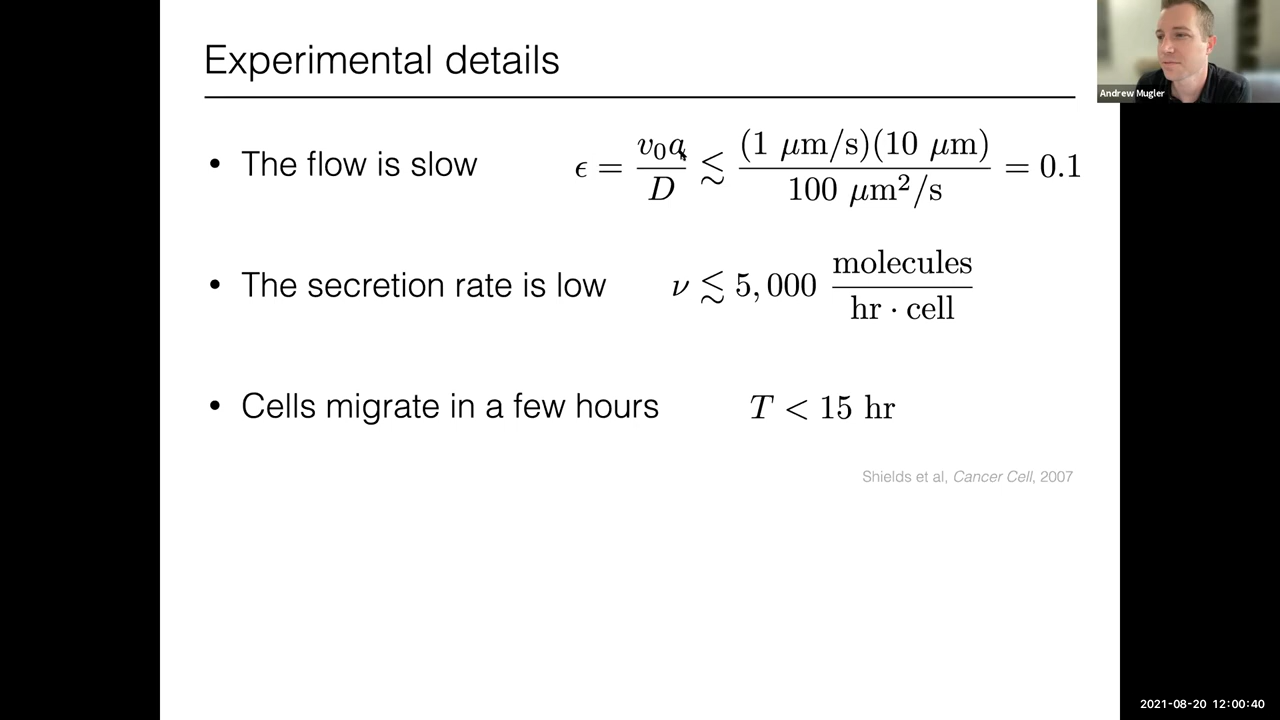 Experimental details
• The flow is slow ϵ = v₀a / D ≲ (1 μm/s)(10 μm) / 100 μm²/s = 0.1
• The secretion rate is low ν ≲ 5,000 molecules / hr · cell
• Cells migrate in a few hours T < 15 hr
Shields et al, Cancer Cell, 2007
Andrew Mugler
2021-08-20 12:00:40